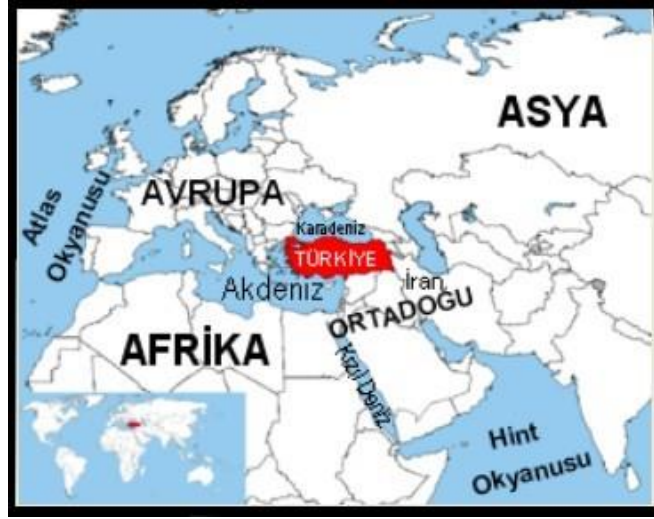 ASYA
AVRUPA
Atlas
Okyanusu
Karadeniz
TÜRKİYE
Akdeniz
İran
ORTADOĞU
AFRİKA
Kızıl Deniz
Hint
Okyanusu